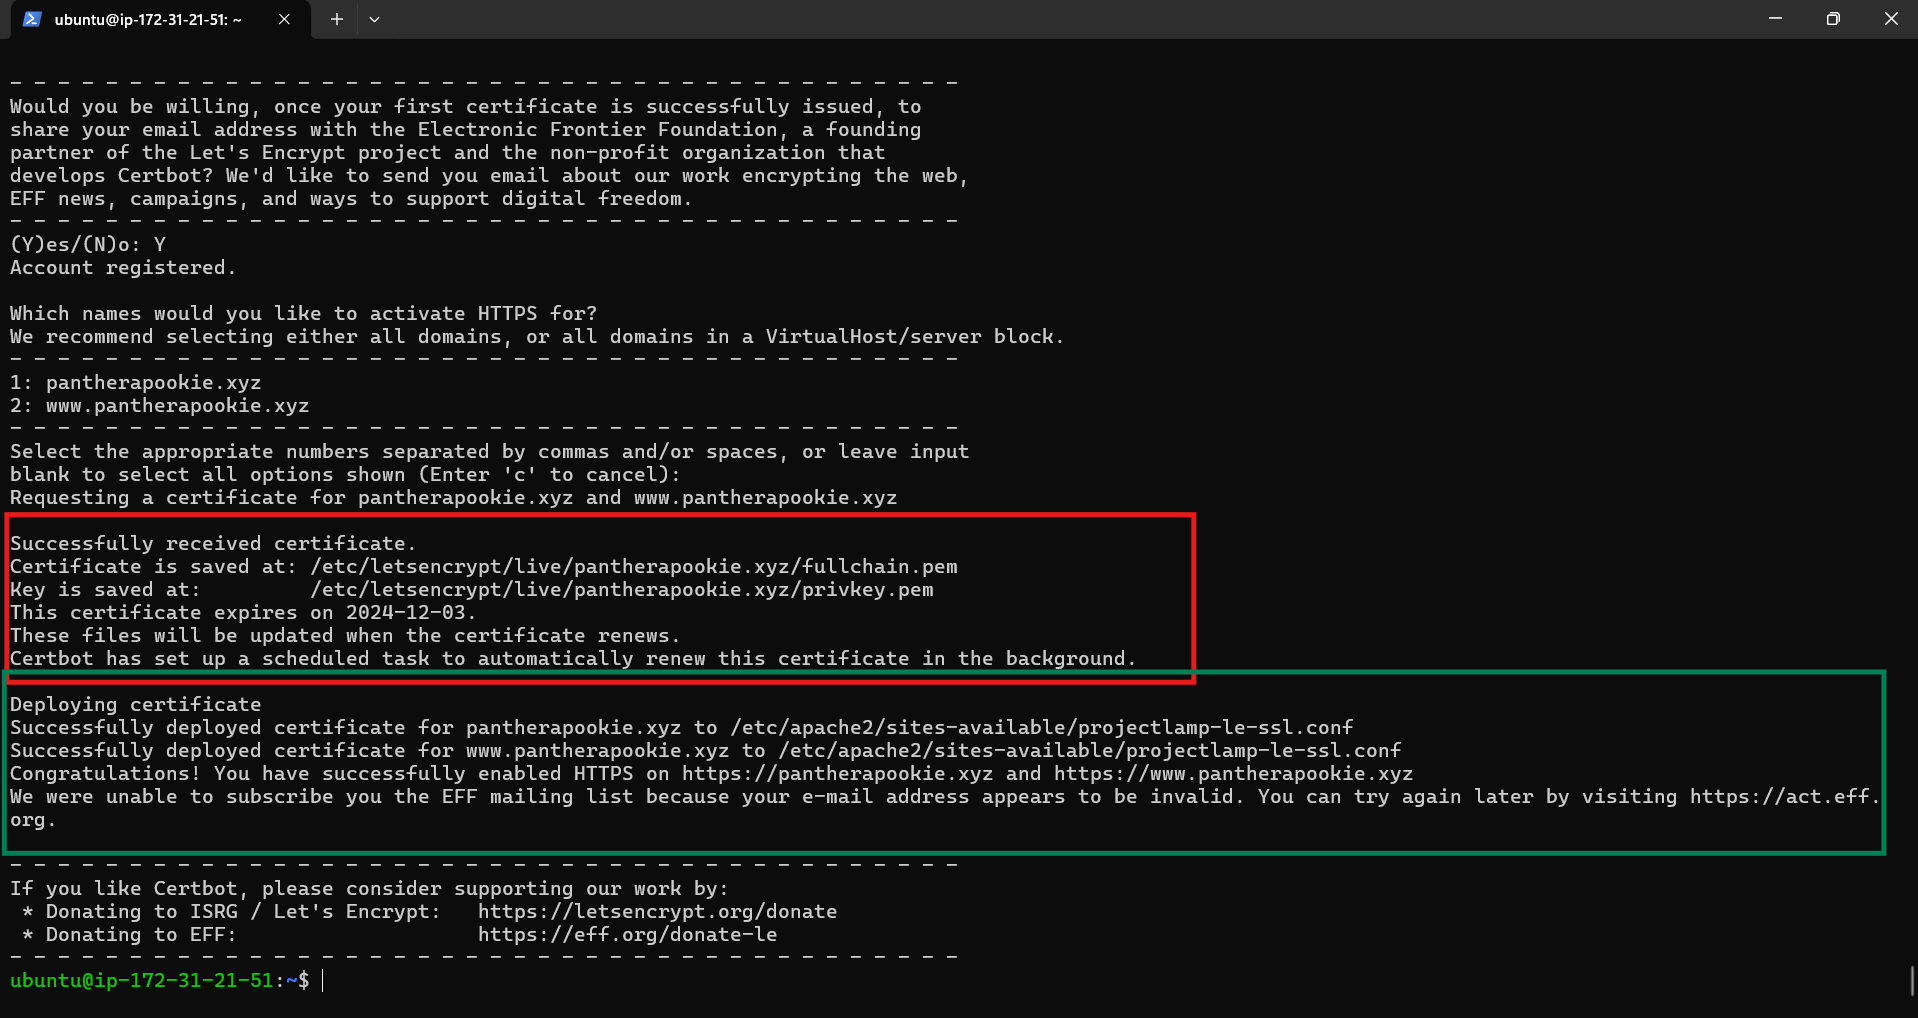 ubuntu@ip-172-31-21-51: ~
- - - - - - - - - - - - - - - - - - - - - - - - - - - - - - - - - - - - - - - -
Would you be willing, once your first certificate is successfully issued, to
share your email address with the Electronic Frontier Foundation, a founding
partner of the Let's Encrypt project and the non-profit organization that
develops Certbot? We'd like to send you email about our work encrypting the web,
EFF news, campaigns, and ways to support digital freedom.
- - - - - - - - - - - - - - - - - - - - - - - - - - - - - - - - - - - - - - - -
(Y)es/(N)o: Y
Account registered.
Which names would you like to activate HTTPS for?
We recommend selecting either all domains, or all domains in a VirtualHost/server block.
- - - - - - - - - - - - - - - - - - - - - - - - - - - - - - - - - - - - - - - -
1: pantherapookie.xyz
2: www.pantherapookie.xyz
- - - - - - - - - - - - - - - - - - - - - - - - - - - - - - - - - - - - - - - -
Select the appropriate numbers separated by commas and/or spaces, or leave input
blank to select all options shown (Enter 'c' to cancel):
Requesting a certificate for pantherapookie.xyz and www.pantherapookie.xyz
Successfully received certificate.
Certificate is saved at: /etc/letsencrypt/live/pantherapookie.xyz/fullchain.pem
Key is saved at:         /etc/letsencrypt/live/pantherapookie.xyz/privkey.pem
This certificate expires on 2024-12-03.
These files will be updated when the certificate renews.
Certbot has set up a scheduled task to automatically renew this certificate in the background.
Deploying certificate
Successfully deployed certificate for pantherapookie.xyz to /etc/apache2/sites-available/projectlamp-le-ssl.conf
Successfully deployed certificate for www.pantherapookie.xyz to /etc/apache2/sites-available/projectlamp-le-ssl.conf
Congratulations! You have successfully enabled HTTPS on https://pantherapookie.xyz and https://www.pantherapookie.xyz
We were unable to subscribe you the EFF mailing list because your e-mail address appears to be invalid. You can try again later by visiting https://act.eff.
org.
- - - - - - - - - - - - - - - - - - - - - - - - - - - - - - - - - - - - - - - -
If you like Certbot, please consider supporting our work by:
 * Donating to ISRG / Let's Encrypt:   https://letsencrypt.org/donate
 * Donating to EFF:                    https://eff.org/donate-le
- - - - - - - - - - - - - - - - - - - - - - - - - - - - - - - - - - - - - - - -
ubuntu@ip-172-31-21-51:~$